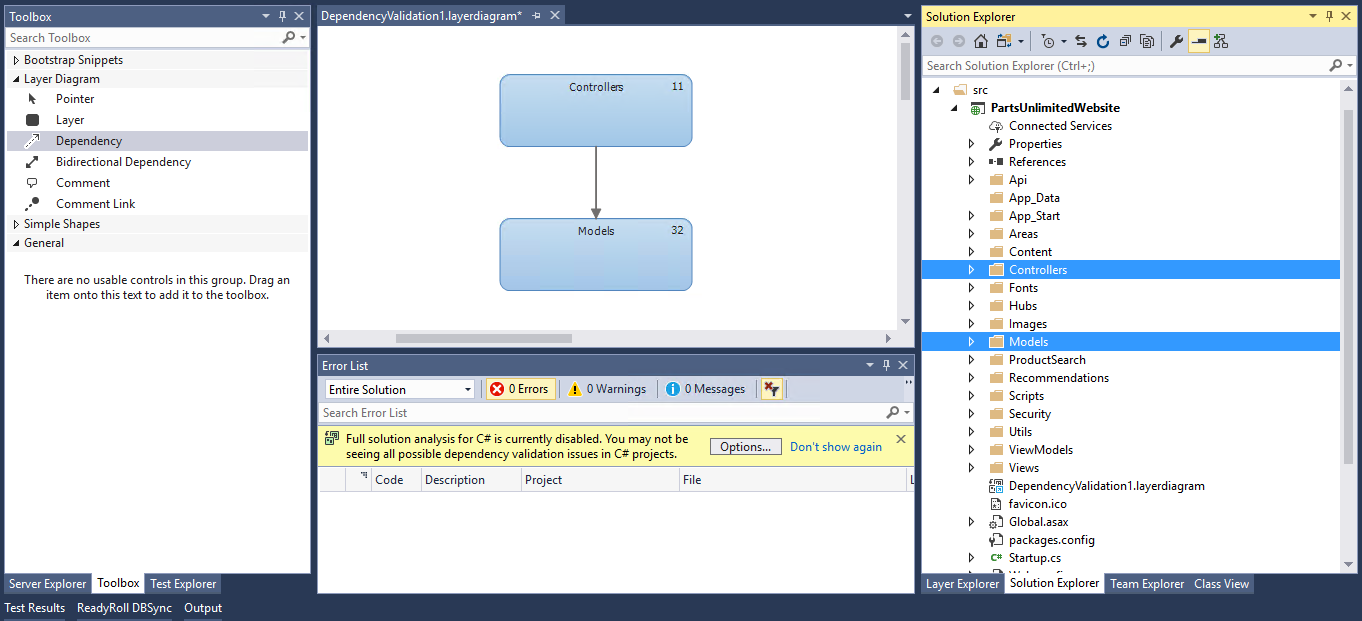 Toolbox
Search Toolbox
Bootstrap Snippets
Layer Diagram
Pointer
Layer
Dependency
Bidirectional Dependency
Comment
Comment Link
Simple Shapes
General
There are no usable controls in this group. Drag an
item onto this text to add it to the toolbox.
Server Explorer
Toolbox
Test Explorer
DependencyValidation1.layerdiagram*
Controllers 11
Models 32
Error List
Entire Solution
0 Errors
0 Warnings
0 Messages
Search Error List
Full solution analysis for C# is currently disabled. You may not be
seeing all possible dependency validation issues in C# projects.
Options...
Don't show again
Code
Description
Project
File
Solution Explorer
Search Solution Explorer (Ctrl+;)
src
PartsUnlimitedWebsite
Connected Services
Properties
References
Api
App_Data
App_Start
Areas
Content
Controllers
Fonts
Hubs
Images
Models
ProductSearch
Recommendations
Scripts
Security
Utils
ViewModels
Views
DependencyValidation1.layerdiagram
favicon.ico
Global.asax
packages.config
C# Startup.cs
Layer Explorer
Solution Explorer
Team Explorer
Class View
Test Results
ReadyRoll DBSync
Output